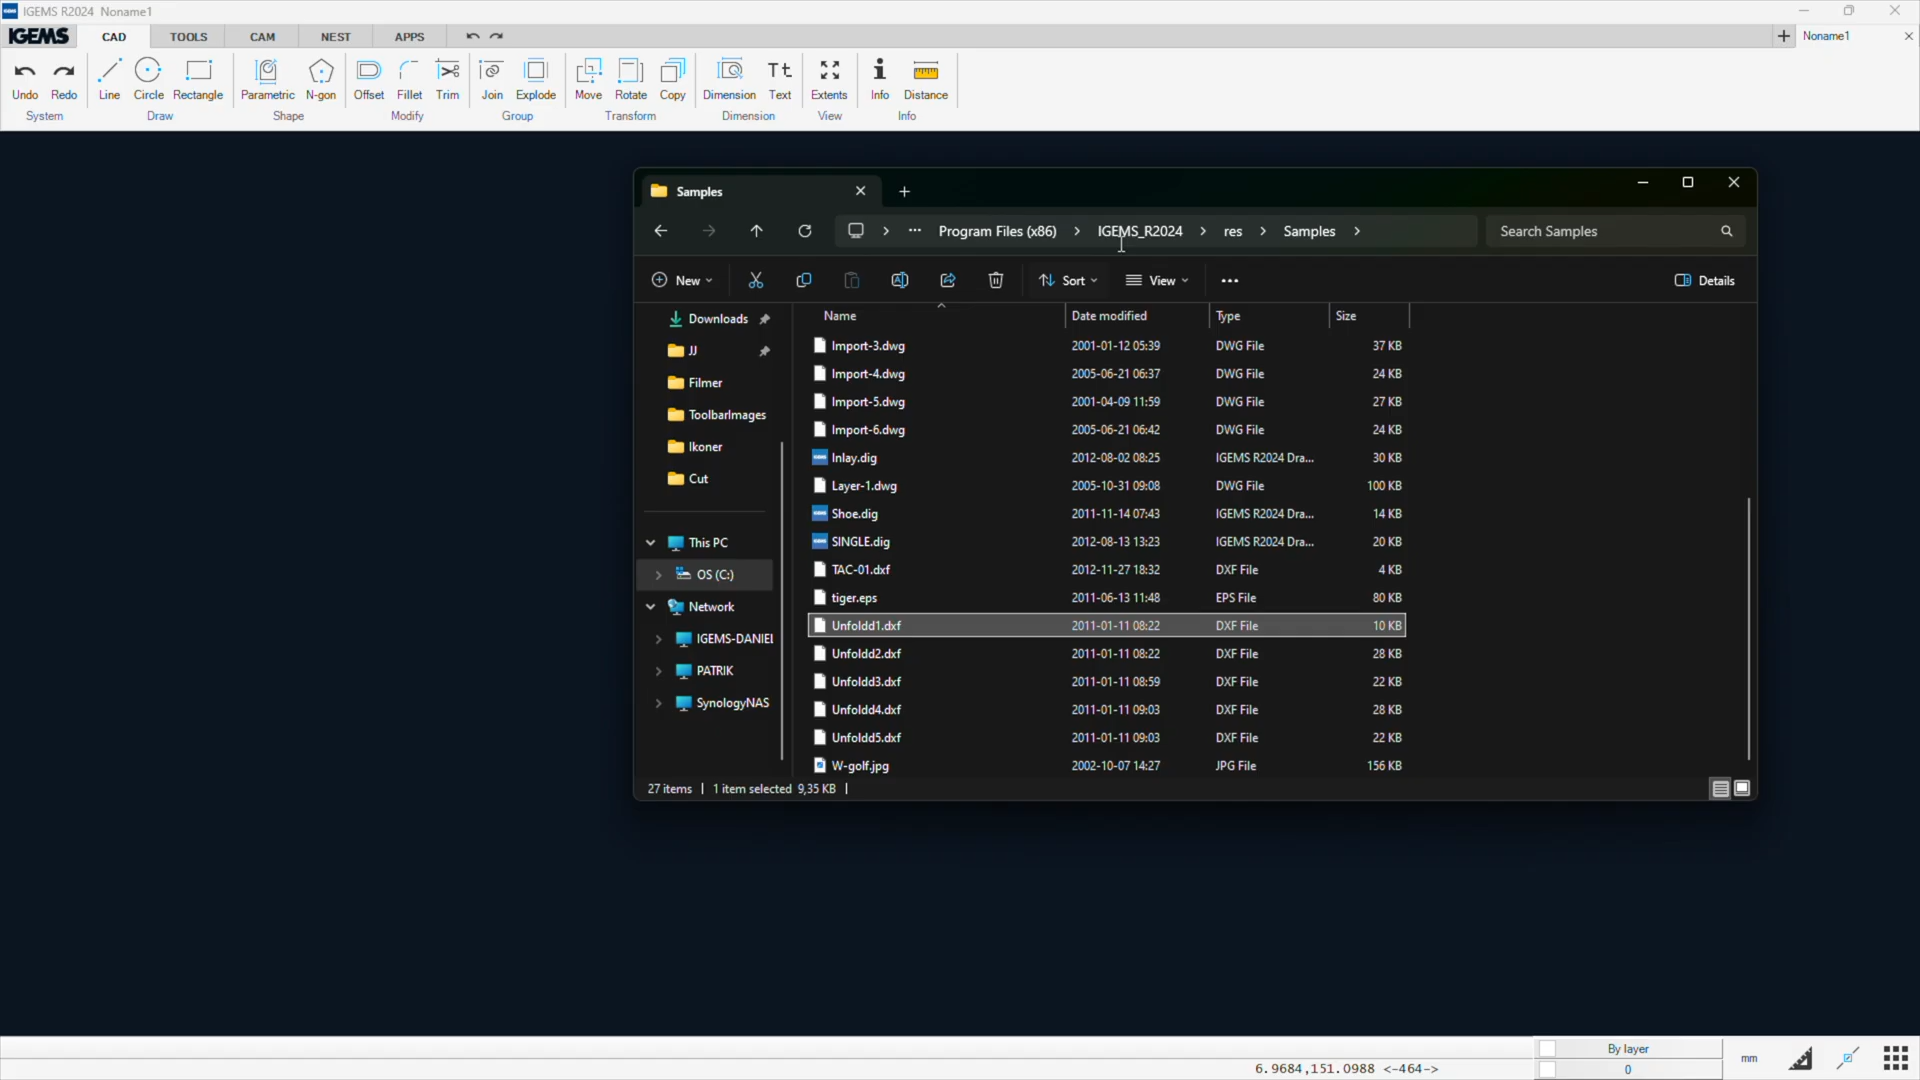 IGEMS R2024 Noname1
IGEMS CAD TOOLS CAM NEST APPS Noname1
Undo Redo Line Circle Rectangle Parametric N-gon Offset Fillet Trim Join Explode Move Rotate Copy Dimension Text Extents Info Distance
System Draw Shape Modify Group Transform Dimension View Info
Samples
Program Files (x86) > IGEMS_R2024 > res > Samples > Search Samples
New Sort View Details
Downloads
JJ
Filmer
ToolbarImages
Ikoner
Cut
This PC
OS (C:)
Network
IGEMS-DANIEL
PATRIK
SynologyNAS
Name Date modified Type Size
Import-3.dwg 2001-01-12 05:39 DWG File 37 KB
Import-4.dwg 2005-06-21 06:37 DWG File 24 KB
Import-5.dwg 2001-04-09 11:59 DWG File 27 KB
Import-6.dwg 2005-06-21 06:42 DWG File 24 KB
Inlay.dig 2012-08-02 08:25 IGEMS R2024 Dra... 30 KB
Layer-1.dwg 2005-10-31 09:08 DWG File 100 KB
Shoe.dig 2011-11-14 07:43 IGEMS R2024 Dra... 14 KB
SINGLE.dig 2012-08-13 13:23 IGEMS R2024 Dra... 20 KB
TAC-01.dxf 2012-11-27 18:32 DXF File 4 KB
tiger.eps 2011-06-13 11:48 EPS File 80 KB
Unfoldd1.dxf 2011-01-11 08:22 DXF File 10 KB
Unfoldd2.dxf 2011-01-11 08:22 DXF File 28 KB
Unfoldd3.dxf 2011-01-11 08:59 DXF File 22 KB
Unfoldd4.dxf 2011-01-11 09:03 DXF File 28 KB
Unfoldd5.dxf 2011-01-11 09:03 DXF File 22 KB
W-golf.jpg 2002-10-07 14:27 JPG File 156 KB
27 items | 1 item selected 9,35 KB |
By layer
mm
6.9684,151.0988 <-464-> 0